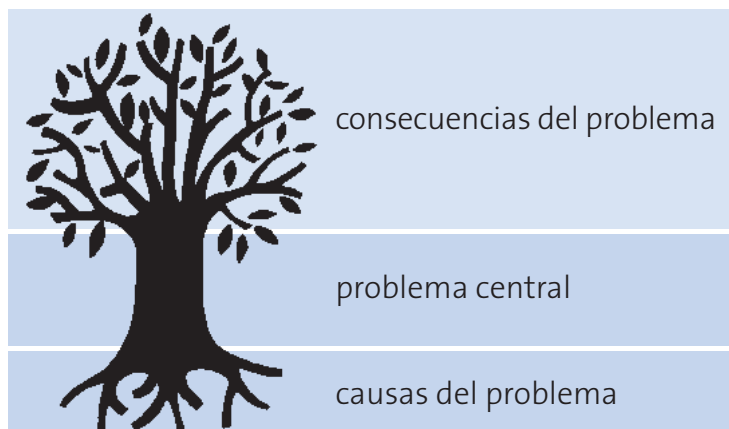 consecuencias del problema
problema central
causas del problema